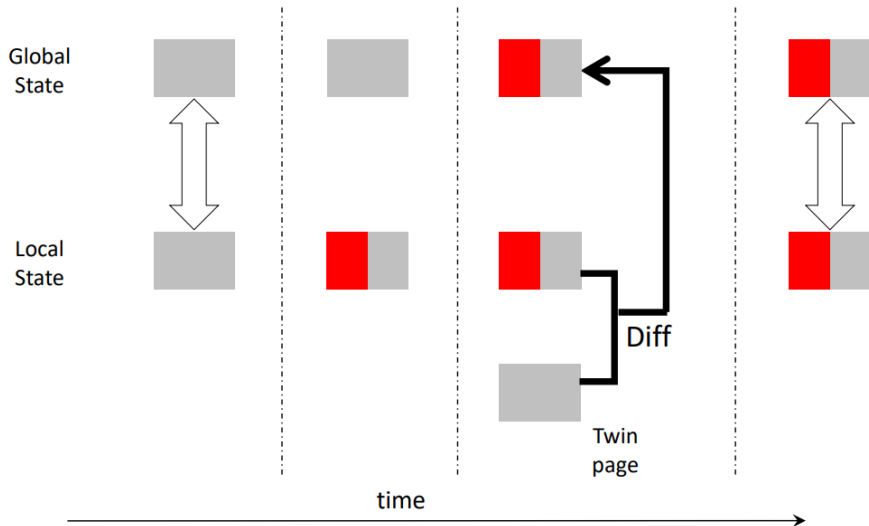 Global
State
Local
State
Diff
Twin
page
time